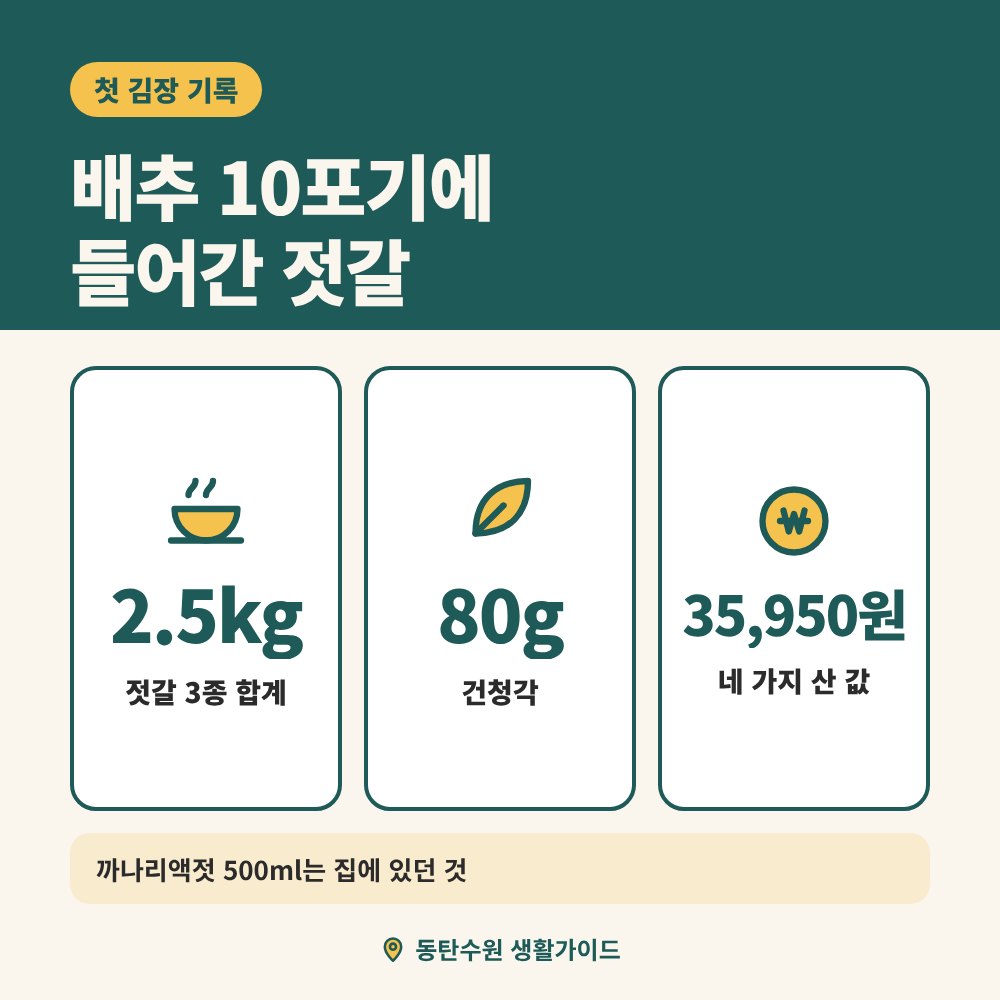 첫 김장 기록
배추 10포기에
들어간 젓갈
2.5kg
젓갈 3종 합계
80g
건청각
₩
35,950원
네 가지 산 값
까나리액젓 500ml는 집에 있던 것
동탄수원 생활가이드